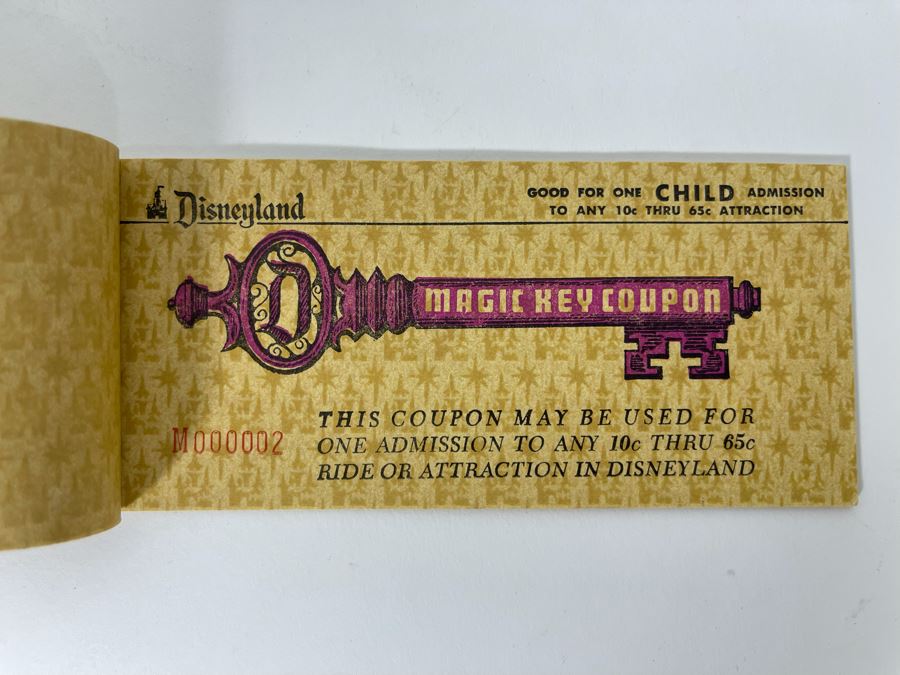 Disneyland
GOOD FOR ONE CHILD ADMISSION
TO ANY 10c THRU 65c ATTRACTION
D
MAGIC KEY COUPON
M000002
THIS COUPON MAY BE USED FOR
ONE ADMISSION TO ANY 10c THRU 65c
RIDE OR ATTRACTION IN DISNEYLAND